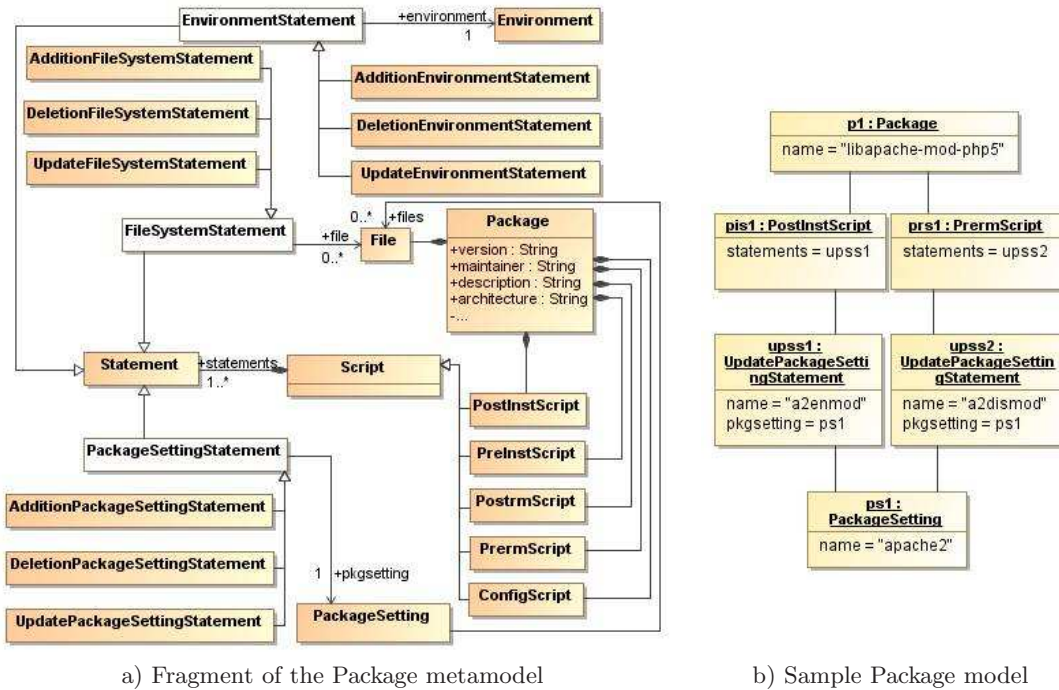 EnvironmentStatement
+environment
1
Environment
AdditionFileSystemStatement
DeletionFileSystemStatement
UpdateFileSystemStatement
AdditionEnvironmentStatement
DeletionEnvironmentStatement
UpdateEnvironmentStatement
FileSystemStatement
+file
0..*
File
0..*
+files
Package
+version : String
+maintainer : String
+description : String
+architecture : String
-...
Statement
+statements
1..*
Script
PostInstScript
PreInstScript
PostrmScript
PrermScript
ConfigScript
PackageSettingStatement
AdditionPackageSettingStatement
DeletionPackageSettingStatement
UpdatePackageSettingStatement
1
+pkgsetting
PackageSetting
a) Fragment of the Package metamodel
p1 : Package
name = "libapache-mod-php5"
pis1 : PostInstScript
statements = upss1
prs1 : PrermScript
statements = upss2
upss1 :
UpdatePackageSetti
ngStatement
name = "a2enmod"
pkgsetting = ps1
upss2 :
UpdatePackageSettin
gStatement
name = "a2dismod"
pkgsetting = ps1
ps1 :
PackageSetting
name = "apache2"
b) Sample Package model